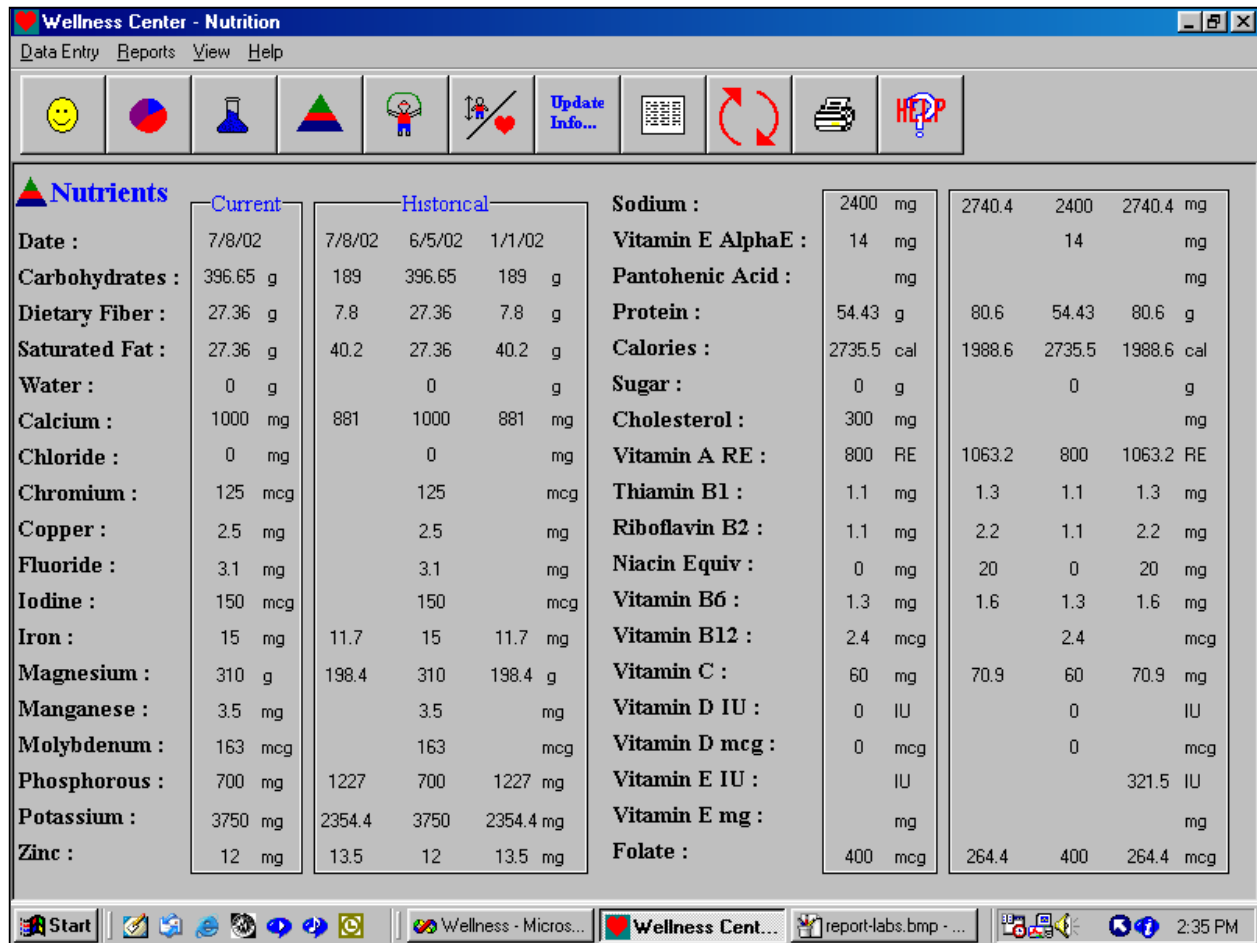 Wellness Center - Nutrition
Data Entry Reports View Help
Update Info... HELP
Nutrients
Current Historical
Date : 7/8/02 7/8/02 6/5/02 1/1/02
Carbohydrates : 396.65 g 189 396.65 189 g
Dietary Fiber : 27.36 g 7.8 27.36 7.8 g
Saturated Fat : 27.36 g 40.2 27.36 40.2 g
Water : 0 g 0 g
Calcium : 1000 mg 881 1000 881 mg
Chloride : 0 mg 0 mg
Chromium : 125 mcg 125 mcg
Copper : 2.5 mg 2.5 mg
Fluoride : 3.1 mg 3.1 mg
Iodine : 150 mcg 150 mcg
Iron : 15 mg 11.7 15 11.7 mg
Magnesium : 310 g 198.4 310 198.4 g
Manganese : 3.5 mg 3.5 mg
Molybdenum : 163 mcg 163 mcg
Phosphorous : 700 mg 1227 700 1227 mg
Potassium : 3750 mg 2354.4 3750 2354.4 mg
Zinc : 12 mg 13.5 12 13.5 mg
Sodium : 2400 mg 2740.4 2400 2740.4 mg
Vitamin E AlphaE : 14 mg 14 mg
Pantohenic Acid : mg mg
Protein : 54.43 g 80.6 54.43 80.6 g
Calories : 2735.5 cal 1988.6 2735.5 1988.6 cal
Sugar : 0 g 0 g
Cholesterol : 300 mg mg
Vitamin A RE : 800 RE 1063.2 800 1063.2 RE
Thiamin B1 : 1.1 mg 1.3 1.1 1.3 mg
Riboflavin B2 : 1.1 mg 2.2 1.1 2.2 mg
Niacin Equiv : 0 mg 20 0 20 mg
Vitamin B6 : 1.3 mg 1.6 1.3 1.6 mg
Vitamin B12 : 2.4 mcg 2.4 mcg
Vitamin C : 60 mg 70.9 60 70.9 mg
Vitamin D IU : 0 IU 0 IU
Vitamin D mcg : 0 mcg 0 mcg
Vitamin E IU : IU 321.5 IU
Vitamin E mg : mg mg
Folate : 400 mcg 264.4 400 264.4 mcg
Start Wellness - Micros... Wellness Cent... report-labs.bmp - ... 2:35 PM